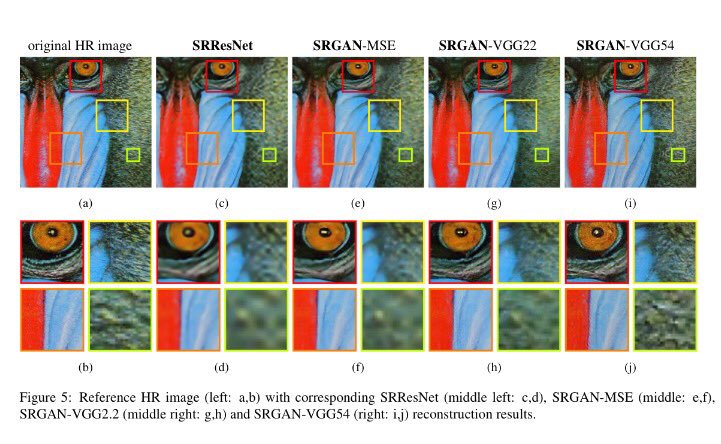 original HR image SRResNet SRGAN-MSE SRGAN-VGG22 SRGAN-VGG54
(a) (c) (e) (g) (i)
(b) (d) (f) (h) (j)
Figure 5: Reference HR image (left: a,b) with corresponding SRResNet (middle left: c,d), SRGAN-MSE (middle: e,f),
SRGAN-VGG2.2 (middle right: g,h) and SRGAN-VGG54 (right: i,j) reconstruction results.